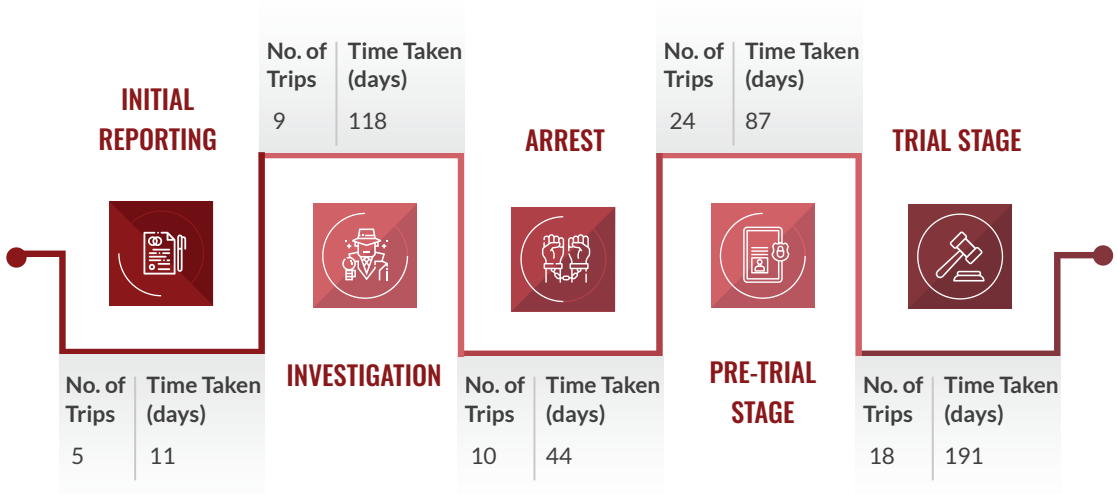 INITIAL
REPORTING
No. of Trips
Time Taken (days)
5
11
No. of Trips
Time Taken (days)
9
118
INVESTIGATION
ARREST
No. of Trips
Time Taken (days)
10
44
No. of Trips
Time Taken (days)
24
87
PRE-TRIAL
STAGE
TRIAL STAGE
No. of Trips
Time Taken (days)
18
191